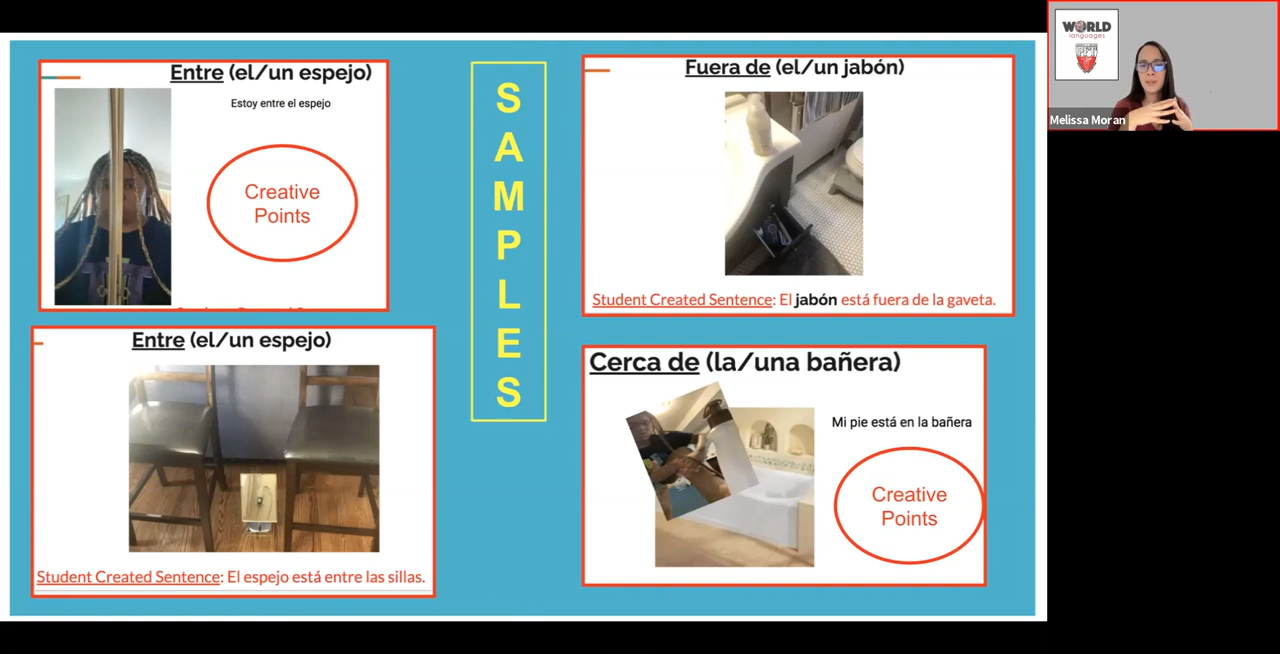 Entre (el/un espejo)
Estoy entre el espejo
Creative
Points
Entre (el/un espejo)
Student Created Sentence: El espejo está entre las sillas.
SAMPLES
Fuera de (el/un jabón)
Student Created Sentence: El jabón está fuera de la gaveta.
Cerca de (la/una bañera)
Mi pie está en la bañera
Creative
Points
WORLD
languages
Melissa Moran